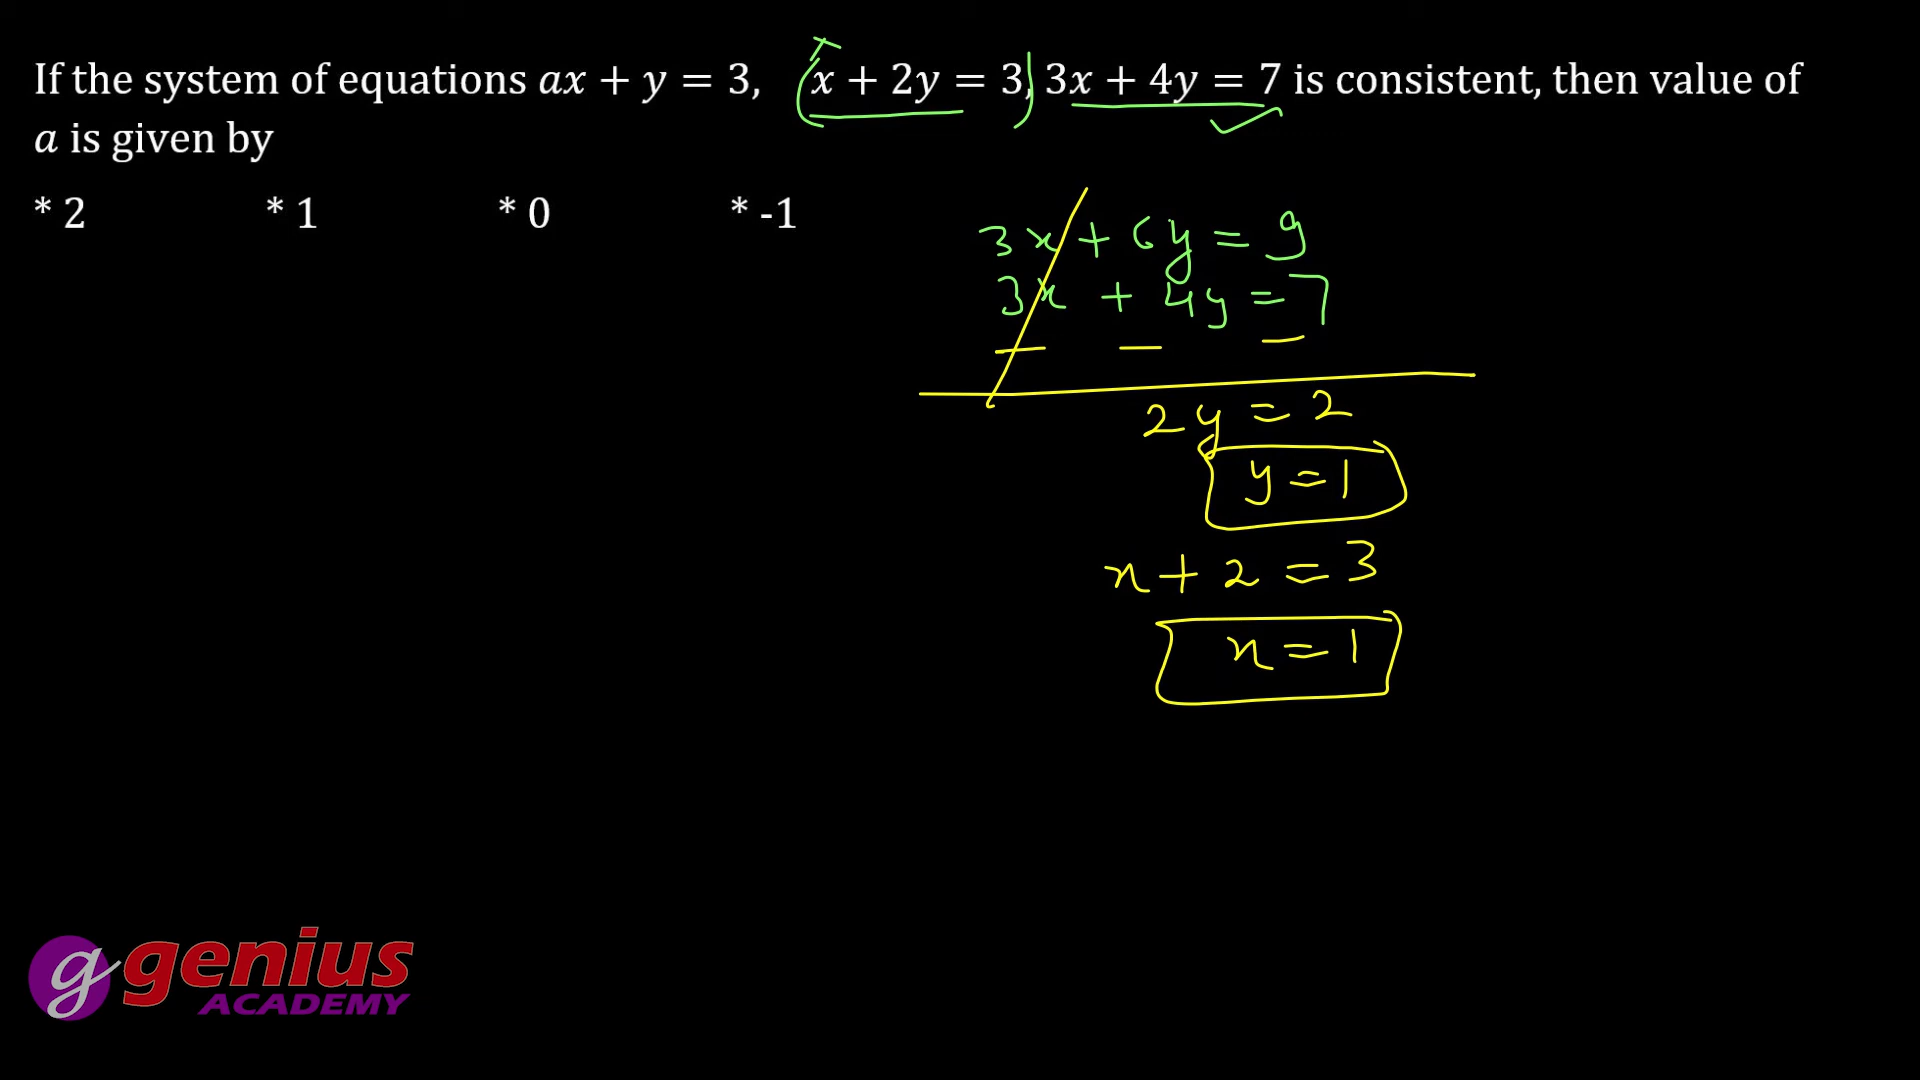 If the system of equations ax + y = 3, x + 2y = 3, 3x + 4y = 7 is consistent, then value of
a is given by
* 2 * 1 * 0 * -1
3x + 6y = 9
3x + 4y = 7
− − −
2y = 2
y = 1
x + 2 = 3
x = 1
g genius
ACADEMY